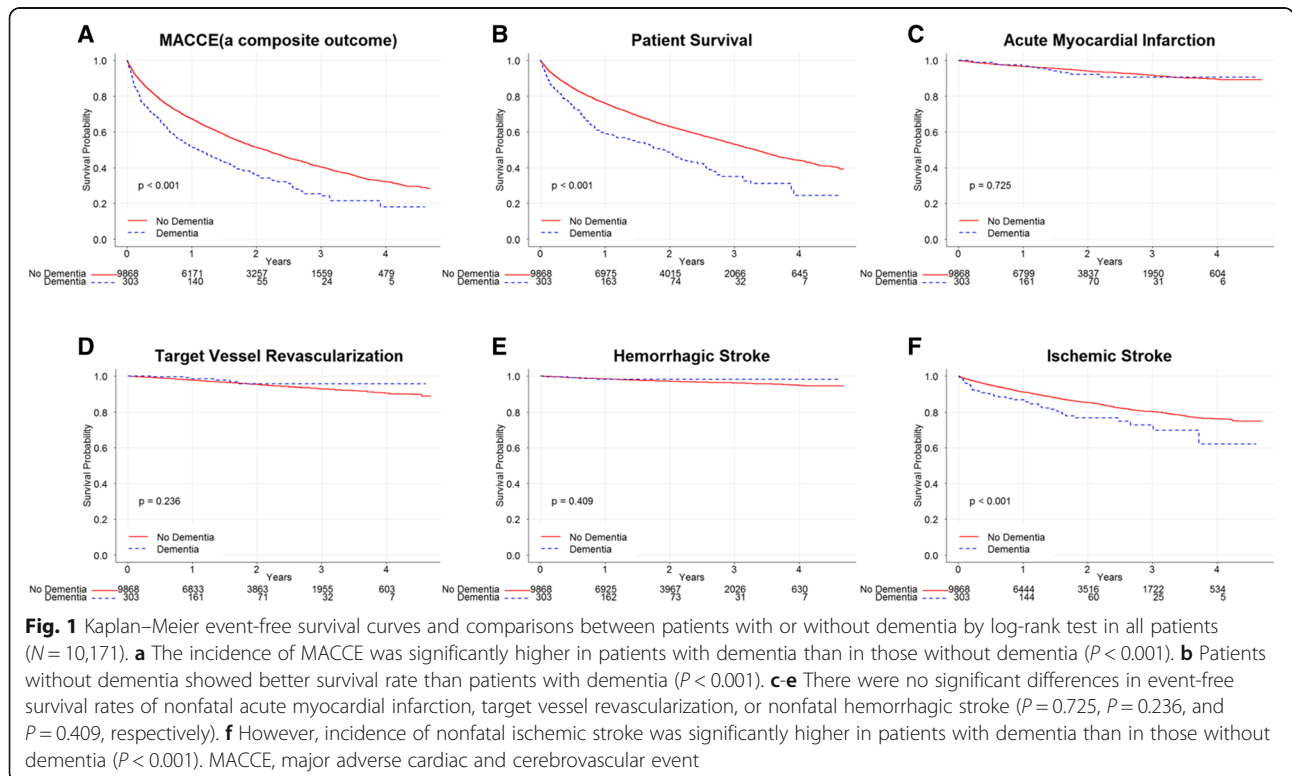 A
MACCE(a composite outcome)
Survival Probability
1.0
0.8
0.6
0.4
0.2
0.0
p < 0.001
No Dementia
Dementia
0 1 2 3 4
Years
No Dementia 9868 6171 3257 1559 479
Dementia 303 140 55 24 5
B
Patient Survival
Survival Probability
1.0
0.8
0.6
0.4
0.2
0.0
p < 0.001
No Dementia
Dementia
0 1 2 3 4
Years
No Dementia 9868 6975 4015 2066 645
Dementia 303 163 74 32 7
C
Acute Myocardial Infarction
Survival Probability
1.0
0.8
0.6
0.4
0.2
0.0
p = 0.725
No Dementia
Dementia
0 1 2 3 4
Years
No Dementia 9868 6799 3837 1950 604
Dementia 303 161 70 31 6
D
Target Vessel Revascularization
Survival Probability
1.0
0.8
0.6
0.4
0.2
0.0
p = 0.236
No Dementia
Dementia
0 1 2 3 4
Years
No Dementia 9868 6833 3863 1955 603
Dementia 303 161 71 32 7
E
Hemorrhagic Stroke
Survival Probability
1.0
0.8
0.6
0.4
0.2
0.0
p = 0.409
No Dementia
Dementia
0 1 2 3 4
Years
No Dementia 9868 6925 3967 2026 630
Dementia 303 162 73 31 7
F
Ischemic Stroke
Survival Probability
1.0
0.8
0.6
0.4
0.2
0.0
p < 0.001
No Dementia
Dementia
0 1 2 3 4
Years
No Dementia 9868 6444 3516 1722 534
Dementia 303 144 60 25 5
Fig. 1 Kaplan–Meier event-free survival curves and comparisons between patients with or without dementia by log-rank test in all patients
(N = 10,171). a The incidence of MACCE was significantly higher in patients with dementia than in those without dementia (P < 0.001). b Patients
without dementia showed better survival rate than patients with dementia (P < 0.001). c-e There were no significant differences in event-free
survival rates of nonfatal acute myocardial infarction, target vessel revascularization, or nonfatal hemorrhagic stroke (P = 0.725, P = 0.236, and
P = 0.409, respectively). f However, incidence of nonfatal ischemic stroke was significantly higher in patients with dementia than in those without
dementia (P < 0.001). MACCE, major adverse cardiac and cerebrovascular event